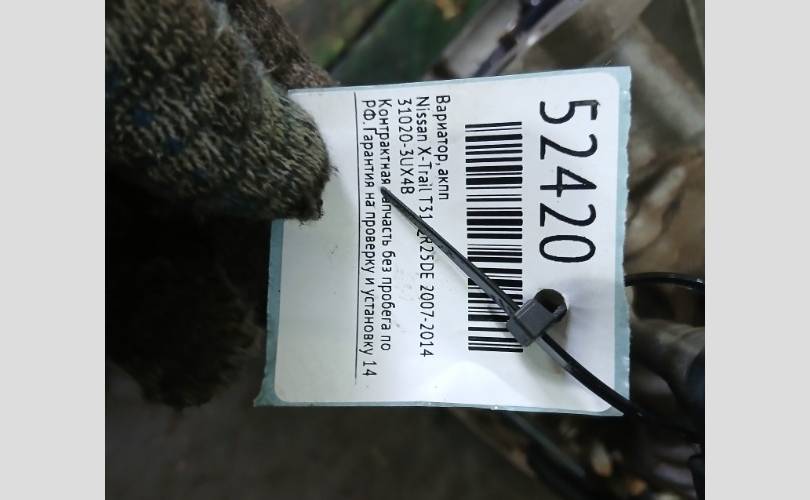 52420
Вариатор, акпп
Nissan X-Trail T31 QR25DE 2007-2014
31020-3UX4B
Контрактная запчасть без пробега по
РФ. Гарантия на проверку и установку 14